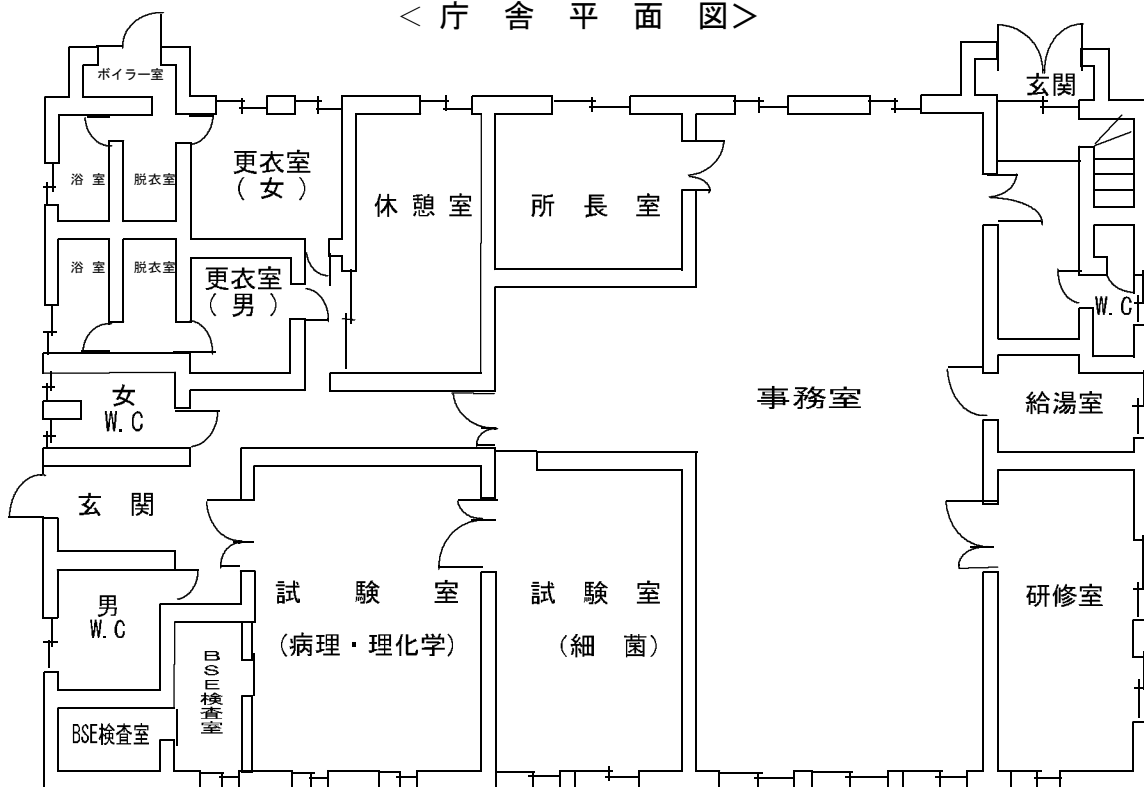 ＜庁舎平面図＞
ボイラー室
玄関
浴室
脱衣室
更衣室
（女）
休憩室
所長室
浴室
脱衣室
更衣室
（男）
W.C
女
W.C
事務室
給湯室
玄関
男
W.C
試験室
（病理・理化学）
試験室
（細菌）
研修室
BSE検査室
BSE検査室